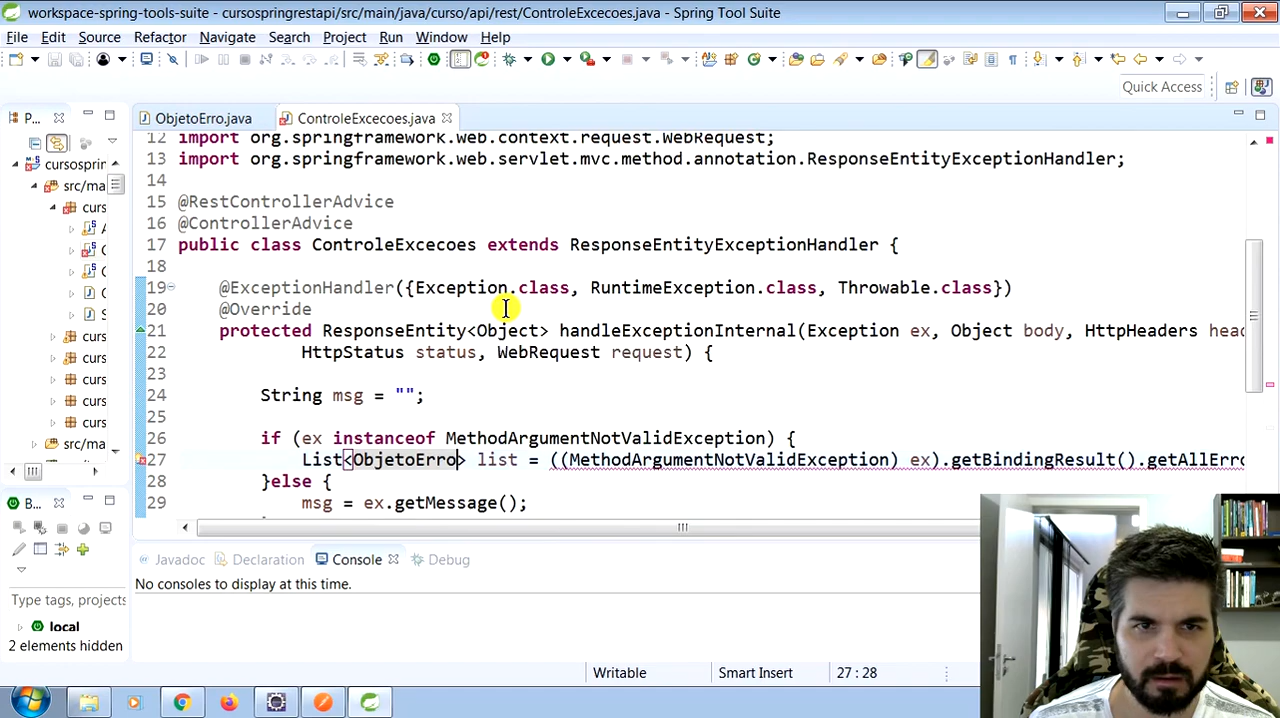 workspace-spring-tools-suite - cursospringrestapi/src/main/java/curso/api/rest/ControleExcecoes.java - Spring Tool Suite
File Edit Source Refactor Navigate Search Project Run Window Help
Quick Access
P...
ObjetoErro.java
ControleExcecoes.java
cursosprin
src/ma
curs
A
C
C
C
S
curs
curs
curs
curs
curs
src/ma
12 import org.springframework.web.context.request.WebRequest;
13 import org.springframework.web.servlet.mvc.method.annotation.ResponseEntityExceptionHandler;
14
15 @RestControllerAdvice
16 @ControllerAdvice
17 public class ControleExcecoes extends ResponseEntityExceptionHandler {
18
19 @ExceptionHandler({Exception.class, RuntimeException.class, Throwable.class})
20 @Override
21 protected ResponseEntity<Object> handleExceptionInternal(Exception ex, Object body, HttpHeaders head
22 HttpStatus status, WebRequest request) {
23
24 String msg = "";
25
26 if (ex instanceof MethodArgumentNotValidException) {
27 List<ObjetoErro> list = ((MethodArgumentNotValidException) ex).getBindingResult().getAllErro
28 }else {
29 msg = ex.getMessage();
B...
Type tags, projects
local
2 elements hidden
Javadoc Declaration Console Debug
No consoles to display at this time.
Writable Smart Insert 27 : 28